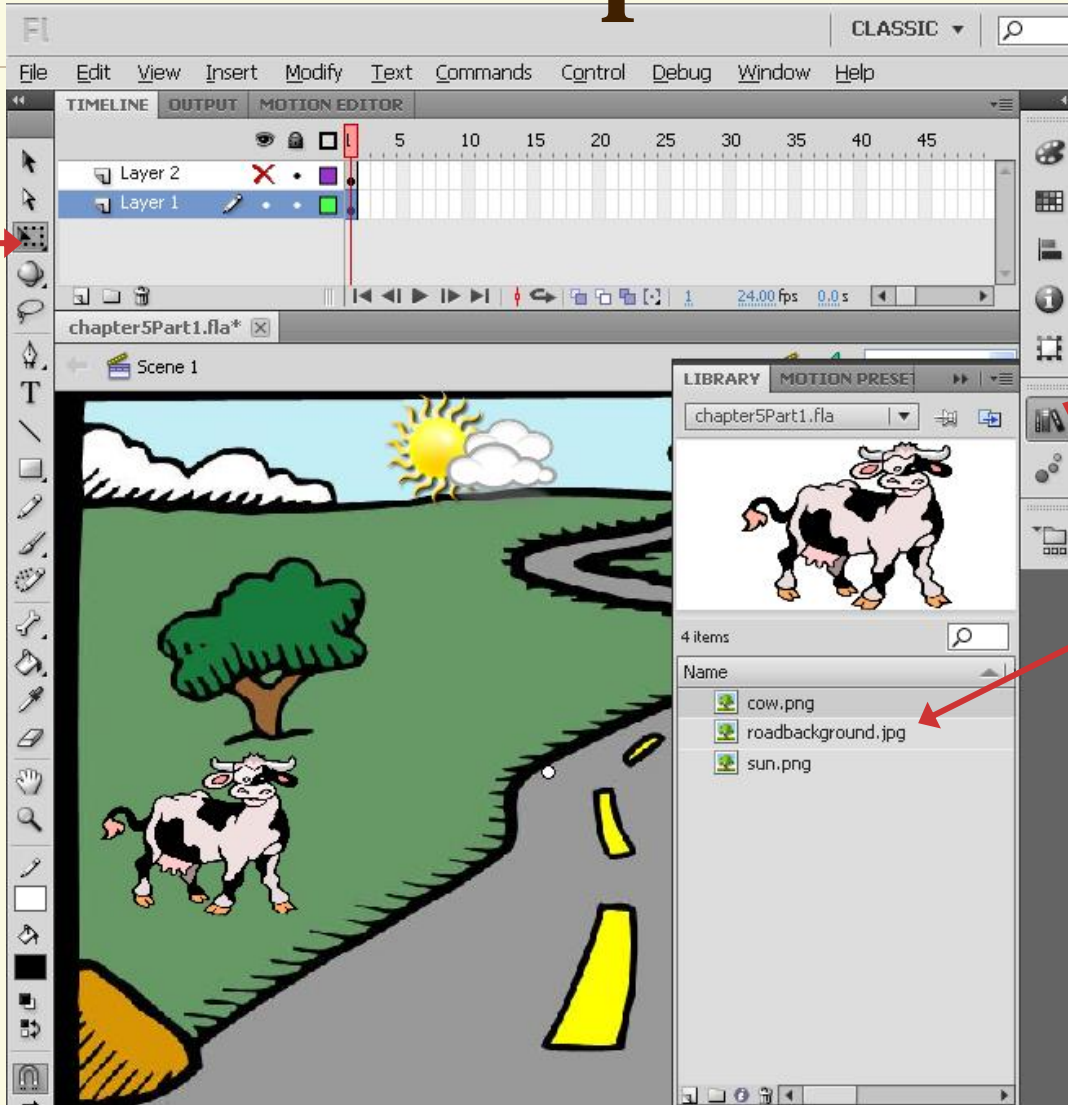 Fl CLASSIC
File Edit View Insert Modify Text Commands Control Debug Window Help
TIMELINE OUTPUT MOTION EDITOR
5 10 15 20 25 30 35 40 45
Layer 2
Layer 1
1 24.00 fps 0.0 s
chapter5Part1.fla*
Scene 1
LIBRARY MOTION PRESET
chapter5Part1.fla
4 items
Name
cow.png
roadbackground.jpg
sun.png